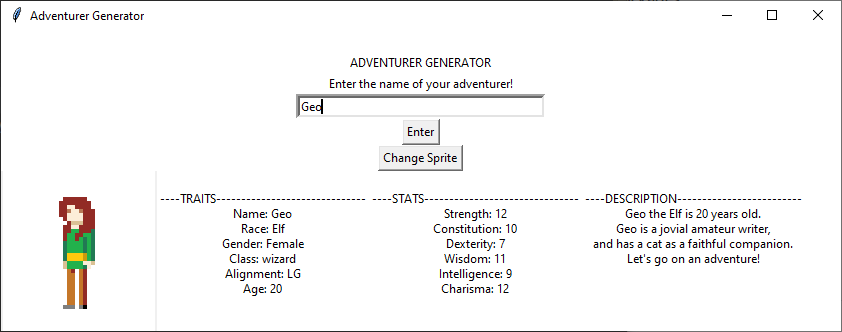 Adventurer Generator
ADVENTURER GENERATOR
Enter the name of your adventurer!
Geo
Enter
Change Sprite
----TRAITS------------------------------
Name: Geo
Race: Elf
Gender: Female
Class: wizard
Alignment: LG
Age: 20
----STATS-------------------------------
Strength: 12
Constitution: 10
Dexterity: 7
Wisdom: 11
Intelligence: 9
Charisma: 12
----DESCRIPTION-------------------------
Geo the Elf is 20 years old.
Geo is a jovial amateur writer,
and has a cat as a faithful companion.
Let's go on an adventure!